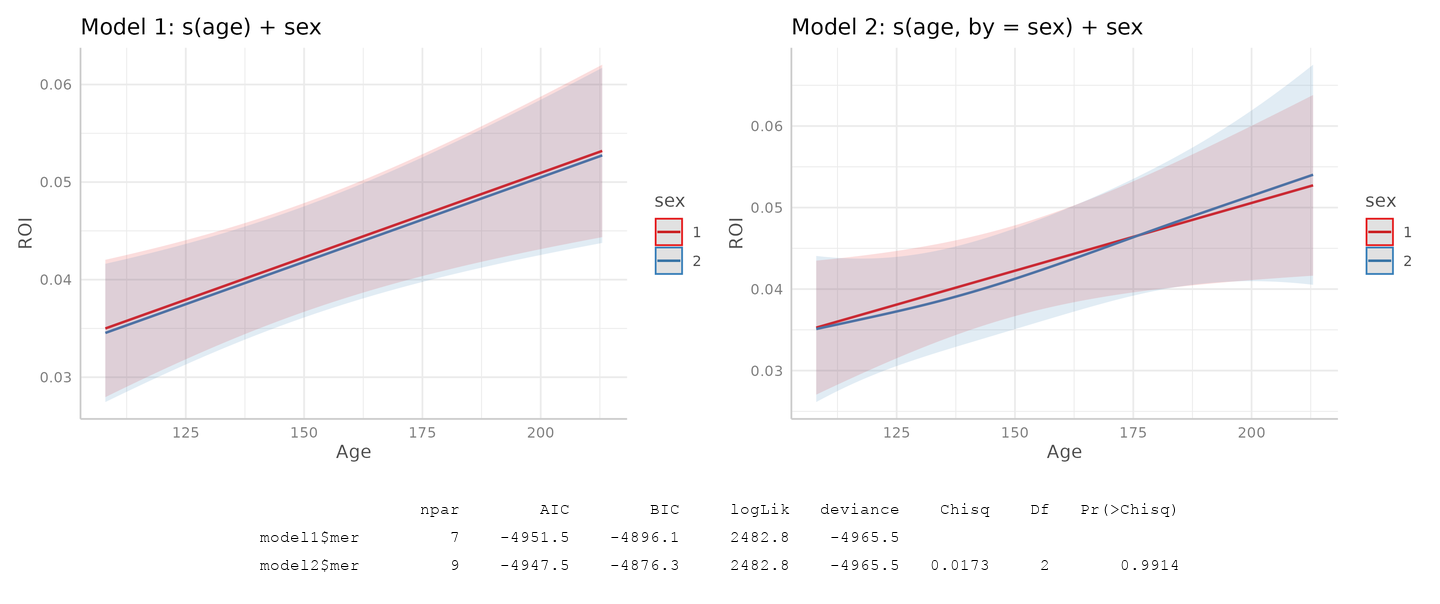 Model 1: s(age) + sex
0.06
0.05
0.04
0.03
ROI
125 150 175 200
Age
sex
1
2
Model 2: s(age, by = sex) + sex
0.06
0.05
0.04
0.03
ROI
125 150 175 200
Age
sex
1
2
npar AIC BIC logLik deviance Chisq Df Pr(>Chisq)
model1$mer 7 -4951.5 -4896.1 2482.8 -4965.5
model2$mer 9 -4947.5 -4876.3 2482.8 -4965.5 0.0173 2 0.9914